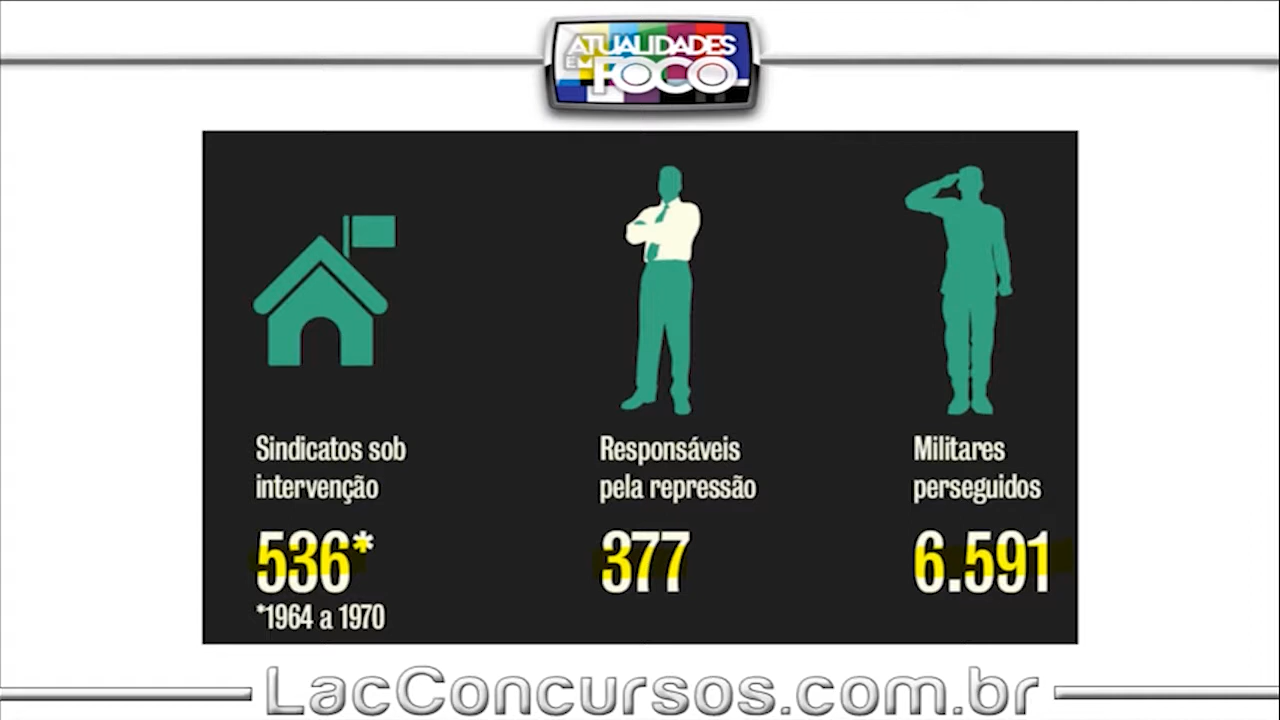 ATUALIDADES
EM FOCO
Sindicatos sob
intervenção
536*
*1964 a 1970
Responsáveis
pela repressão
377
Militares
perseguidos
6.591
LacConcursos.com.br